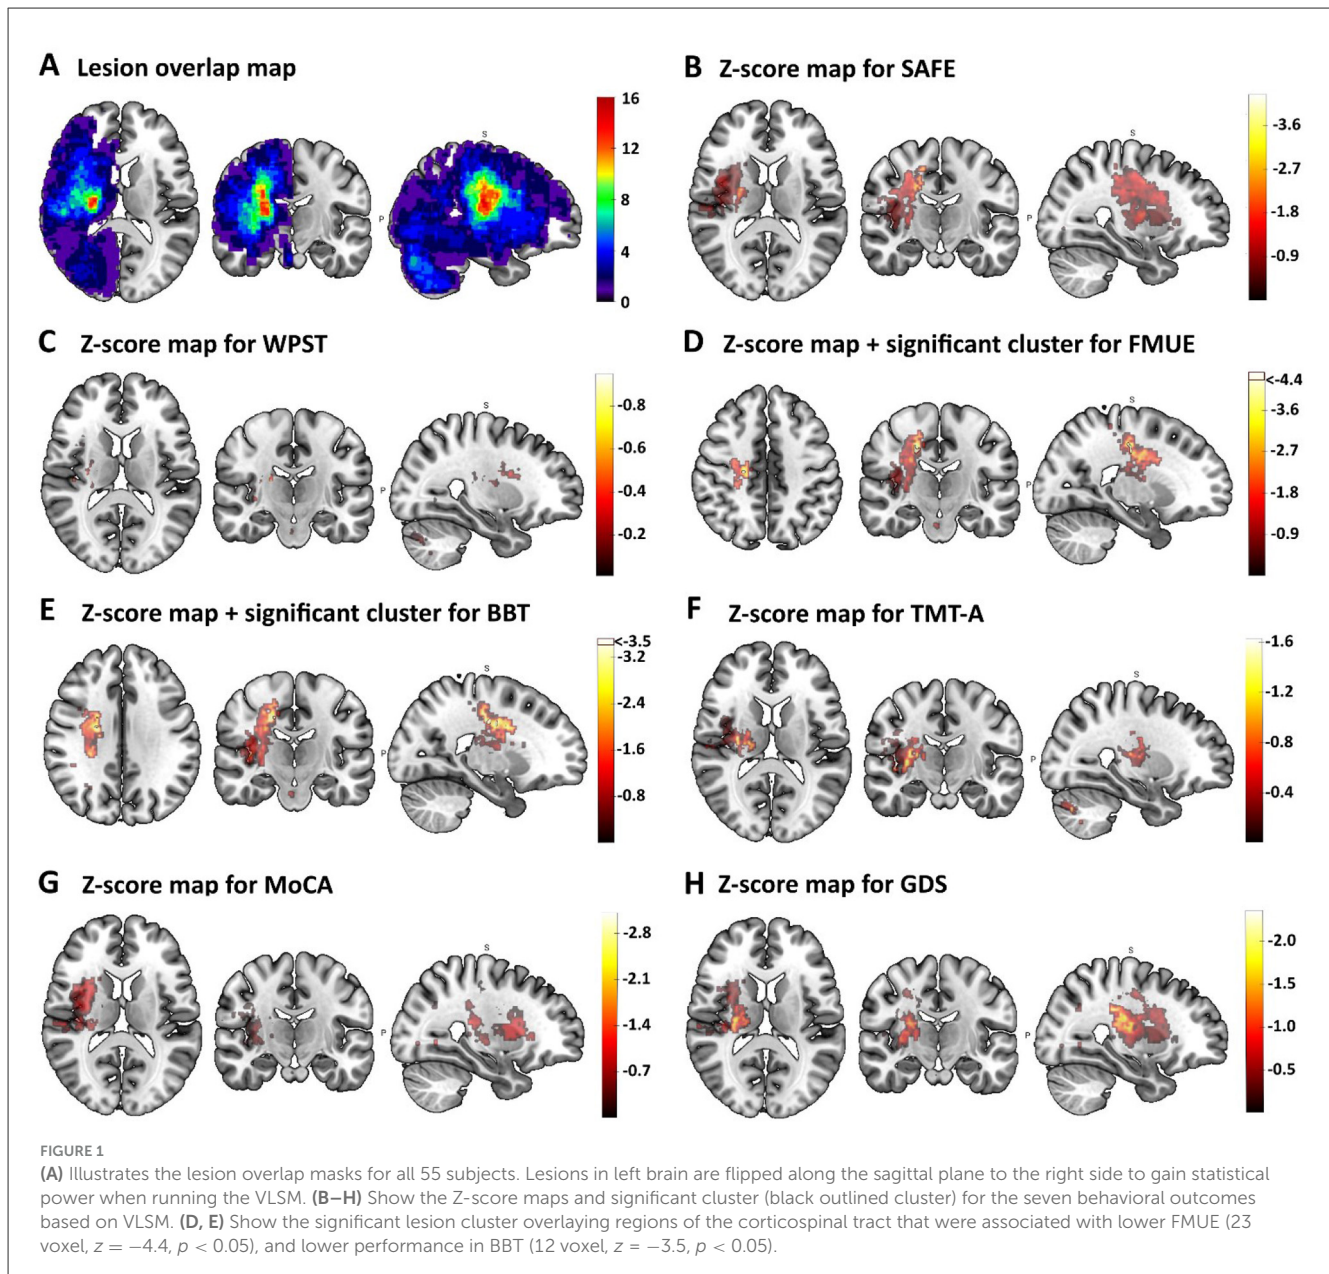 A Lesion overlap map
16
12
8
4
0
S
P
B Z-score map for SAFE
-3.6
-2.7
-1.8
-0.9
S
P
C Z-score map for WPST
-0.8
-0.6
-0.4
-0.2
S
P
D Z-score map + significant cluster for FMUE
<-4.4
-3.6
-2.7
-1.8
-0.9
S
P
E Z-score map + significant cluster for BBT
<-3.5
-3.2
-2.4
-1.6
-0.8
S
P
F Z-score map for TMT-A
-1.6
-1.2
-0.8
-0.4
S
P
G Z-score map for MoCA
-2.8
-2.1
-1.4
-0.7
S
P
H Z-score map for GDS
-2.0
-1.5
-1.0
-0.5
S
P
FIGURE 1
(A) Illustrates the lesion overlap masks for all 55 subjects. Lesions in left brain are flipped along the sagittal plane to the right side to gain statistical
power when running the VLSM. (B–H) Show the Z-score maps and significant cluster (black outlined cluster) for the seven behavioral outcomes
based on VLSM. (D, E) Show the significant lesion cluster overlaying regions of the corticospinal tract that were associated with lower FMUE (23
voxel, z = −4.4, p < 0.05), and lower performance in BBT (12 voxel, z = −3.5, p < 0.05).